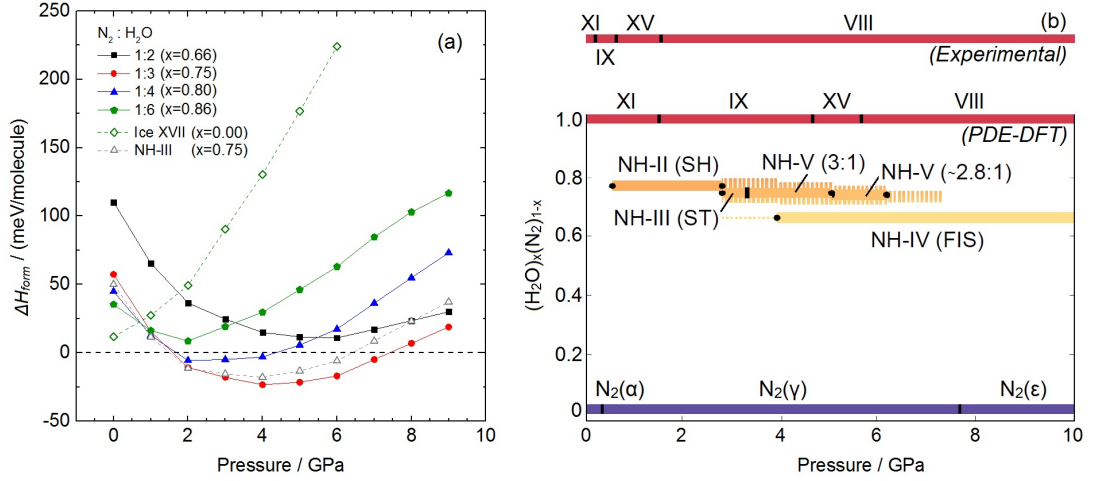 (a)
N₂ : H₂O
1:2 (x=0.66)
1:3 (x=0.75)
1:4 (x=0.80)
1:6 (x=0.86)
Ice XVII (x=0.00)
NH-III (x=0.75)
ΔH_form / (meV/molecule)
250
200
150
100
50
0
-50
0 2 4 6 8 10
Pressure / GPa
(b)
XI XV VIII
IX
(Experimental)
XI IX XV VIII
(PDE-DFT)
NH-II (SH)
NH-V (3:1)
NH-V (~2.8:1)
NH-III (ST)
NH-IV (FIS)
(H₂O)ₓ(N₂)₁₋ₓ
1.0
0.8
0.6
0.4
0.2
0
N₂(α) N₂(γ) N₂(ε)
0 2 4 6 8 10
Pressure / GPa